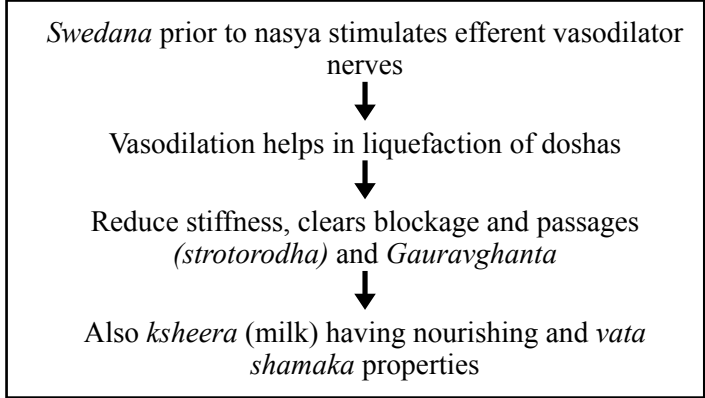 Swedana prior to nasya stimulates efferent vasodilator
nerves
Vasodilation helps in liquefaction of doshas
Reduce stiffness, clears blockage and passages
(strotorodha) and Gauravghanta
Also ksheera (milk) having nourishing and vata
shamaka properties